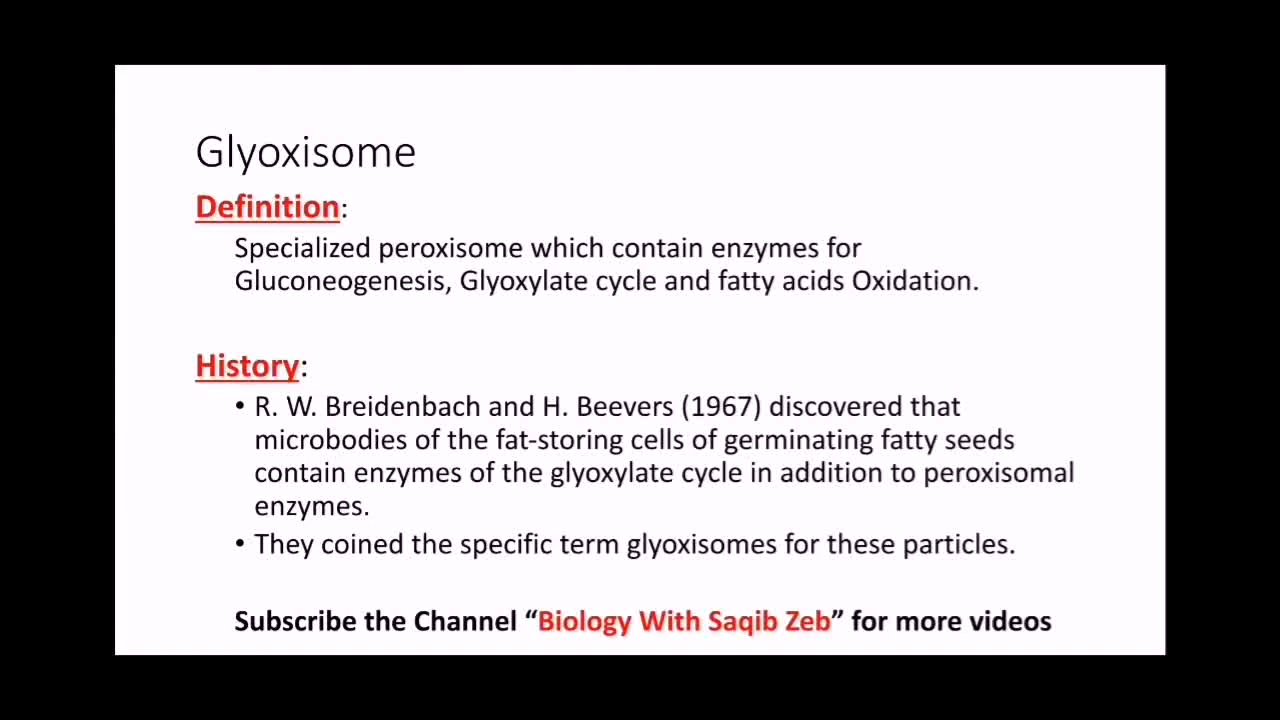 Glyoxisome
Definition:
Specialized peroxisome which contain enzymes for
Gluconeogenesis, Glyoxylate cycle and fatty acids Oxidation.
History:
• R. W. Breidenbach and H. Beevers (1967) discovered that
microbodies of the fat-storing cells of germinating fatty seeds
contain enzymes of the glyoxylate cycle in addition to peroxisomal
enzymes.
• They coined the specific term glyoxisomes for these particles.
Subscribe the Channel “Biology With Saqib Zeb” for more videos